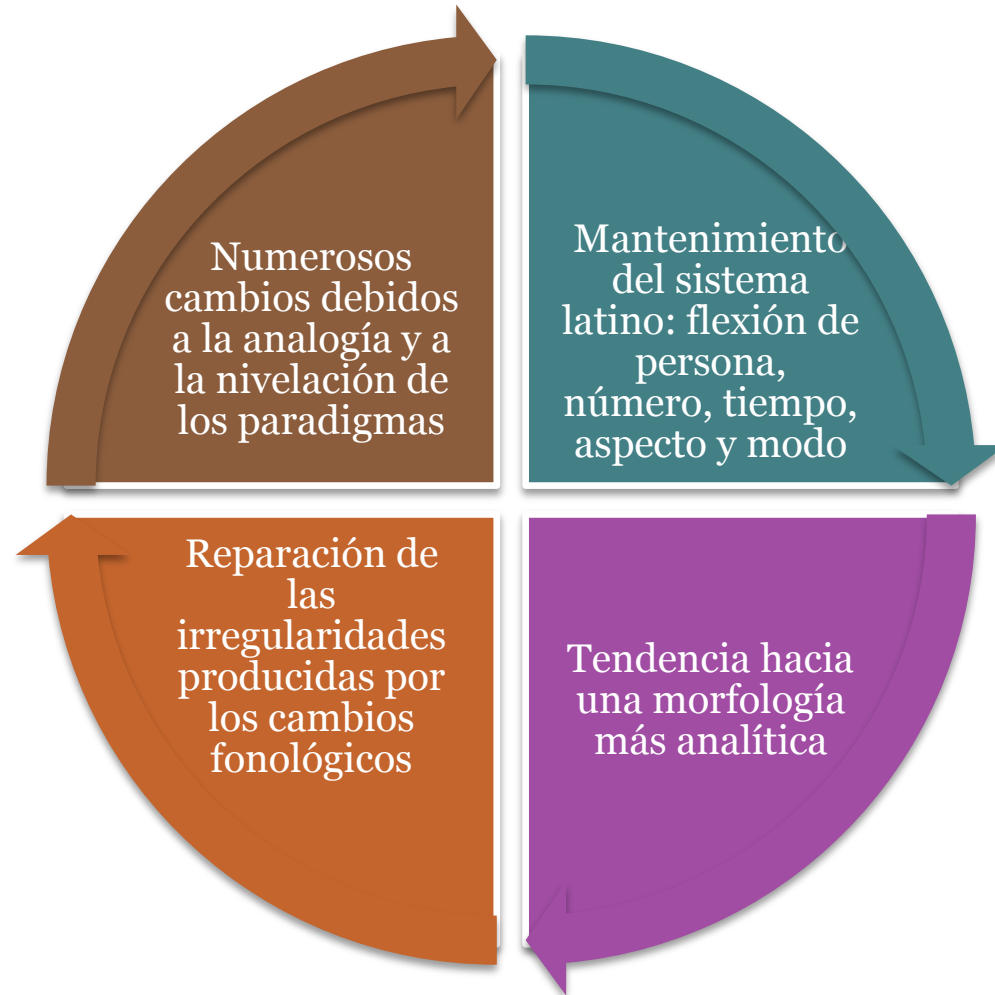 Numerosos
cambios debidos
a la analogía y a
la nivelación de
los paradigmas
Mantenimiento
del sistema
latino: flexión de
persona,
número, tiempo,
aspecto y modo
Reparación de
las
irregularidades
producidas por
los cambios
fonológicos
Tendencia hacia
una morfología
más analítica